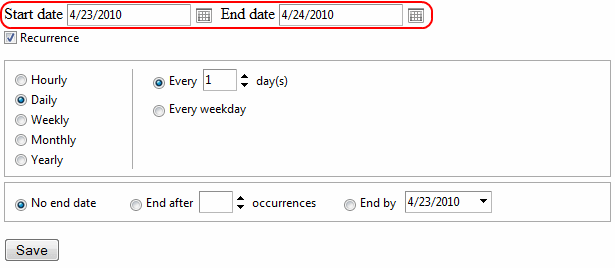 Start date 4/23/2010 End date 4/24/2010
Recurrence
Hourly
Every 1 day(s)
Daily
Every weekday
Weekly
Monthly
Yearly
No end date End after occurrences End by 4/23/2010
Save